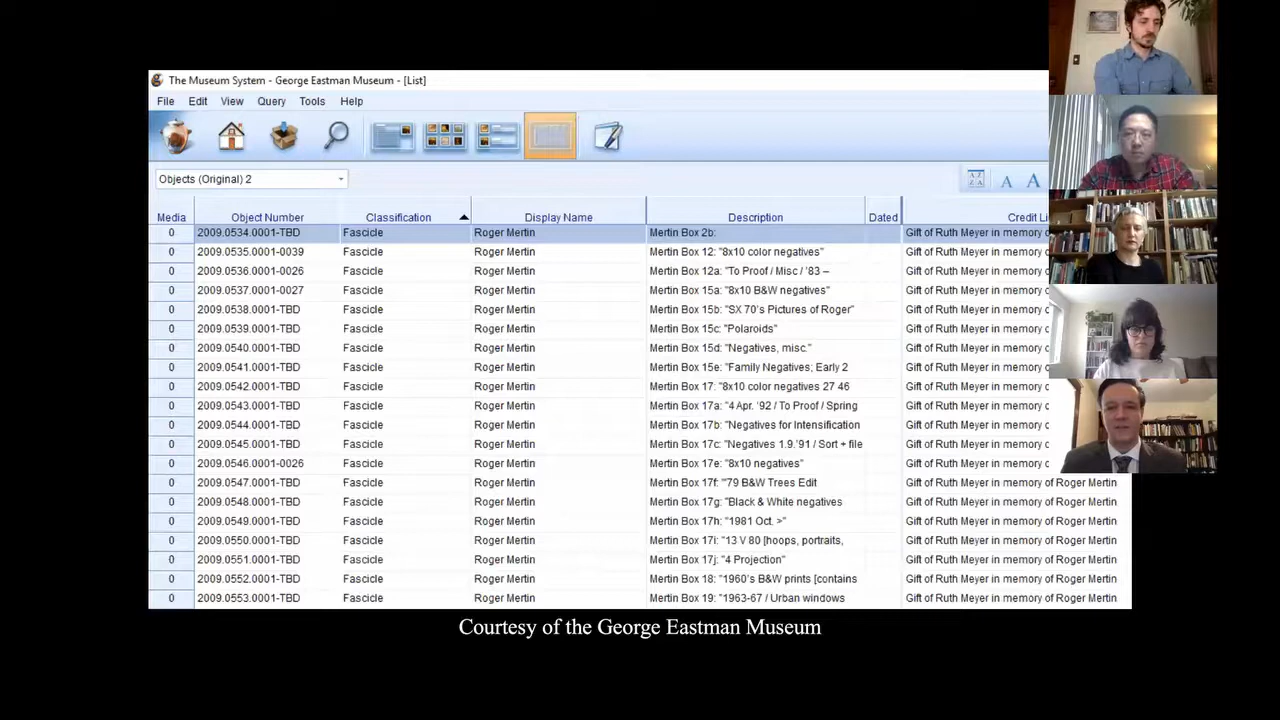 The Museum System - George Eastman Museum - [List]
File Edit View Query Tools Help
Objects (Original) 2
Media Object Number Classification Display Name Description Dated Credit Li
0 2009.0534.0001-TBD Fascicle Roger Mertin Mertin Box 2b: Gift of Ruth Meyer in memory c
0 2009.0535.0001-0039 Fascicle Roger Mertin Mertin Box 12: "8x10 color negatives" Gift of Ruth Meyer in memory c
0 2009.0536.0001-0026 Fascicle Roger Mertin Mertin Box 12a: "To Proof / Misc / '83 – Gift of Ruth Meyer in memory c
0 2009.0537.0001-0027 Fascicle Roger Mertin Mertin Box 15a: "8x10 B&W negatives" Gift of Ruth Meyer in memory c
0 2009.0538.0001-TBD Fascicle Roger Mertin Mertin Box 15b: "SX 70's Pictures of Roger" Gift of Ruth Meyer in memory c
0 2009.0539.0001-TBD Fascicle Roger Mertin Mertin Box 15c: "Polaroids" Gift of Ruth Meyer in memory c
0 2009.0540.0001-TBD Fascicle Roger Mertin Mertin Box 15d: "Negatives, misc." Gift of Ruth Meyer in memory c
0 2009.0541.0001-TBD Fascicle Roger Mertin Mertin Box 15e: "Family Negatives; Early 2 Gift of Ruth Meyer in memory c
0 2009.0542.0001-TBD Fascicle Roger Mertin Mertin Box 17: "8x10 color negatives 27 46 Gift of Ruth Meyer in memory c
0 2009.0543.0001-TBD Fascicle Roger Mertin Mertin Box 17a: "4 Apr. '92 / To Proof / Spring Gift of Ruth Meyer in memory c
0 2009.0544.0001-TBD Fascicle Roger Mertin Mertin Box 17b: "Negatives for Intensification Gift of Ruth Meyer in memory c
0 2009.0545.0001-TBD Fascicle Roger Mertin Mertin Box 17c: "Negatives 1.9.'91 / Sort + file Gift of Ruth Meyer in memory c
0 2009.0546.0001-0026 Fascicle Roger Mertin Mertin Box 17e: "8x10 negatives" Gift of Ruth Meyer in memory c
0 2009.0547.0001-TBD Fascicle Roger Mertin Mertin Box 17f: "'79 B&W Trees Edit Gift of Ruth Meyer in memory of Roger Mertin
0 2009.0548.0001-TBD Fascicle Roger Mertin Mertin Box 17g: "Black & White negatives Gift of Ruth Meyer in memory of Roger Mertin
0 2009.0549.0001-TBD Fascicle Roger Mertin Mertin Box 17h: "1981 Oct. >" Gift of Ruth Meyer in memory of Roger Mertin
0 2009.0550.0001-TBD Fascicle Roger Mertin Mertin Box 17i: "13 V 80 [hoops, portraits, Gift of Ruth Meyer in memory of Roger Mertin
0 2009.0551.0001-TBD Fascicle Roger Mertin Mertin Box 17j: "4 Projection" Gift of Ruth Meyer in memory of Roger Mertin
0 2009.0552.0001-TBD Fascicle Roger Mertin Mertin Box 18: "1960's B&W prints [contains Gift of Ruth Meyer in memory of Roger Mertin
0 2009.0553.0001-TBD Fascicle Roger Mertin Mertin Box 19: "1963-67 / Urban windows Gift of Ruth Meyer in memory of Roger Mertin
Courtesy of the George Eastman Museum